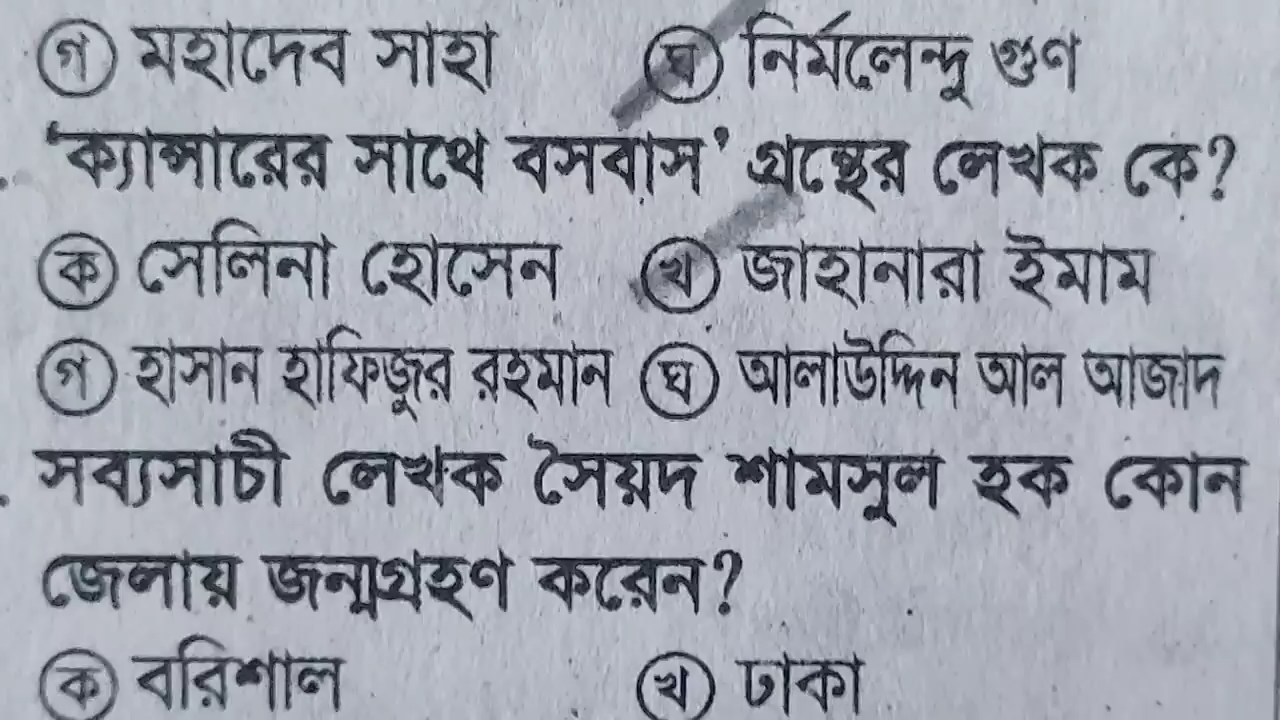 গ মহাদেব সাহা ঘ নির্মলেন্দু গুণ
'ক্যান্সারের সাথে বসবাস' গ্রন্থের লেখক কে?
ক সেলিনা হোসেন খ জাহানারা ইমাম
গ হাসান হাফিজুর রহমান ঘ আলাউদ্দিন আল আজাদ
সব্যসাচী লেখক সৈয়দ শামসুল হক কোন
জেলায় জন্মগ্রহণ করেন?
ক বরিশাল খ ঢাকা